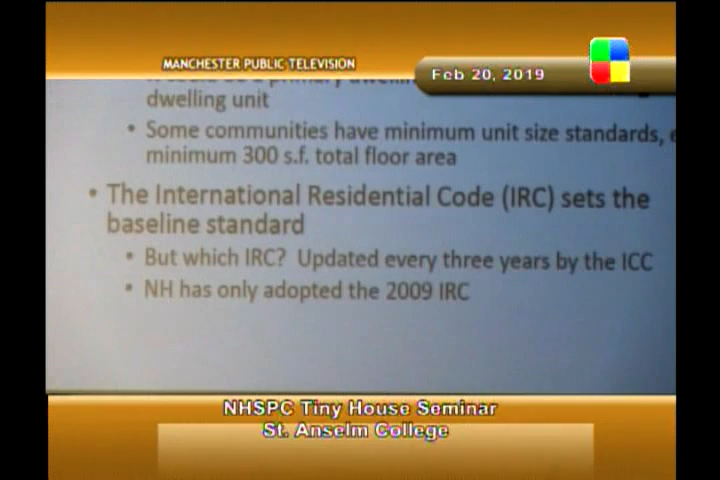 MANCHESTER PUBLIC TELEVISION
Feb 20, 2019
dwelling unit
• Some communities have minimum unit size standards,
minimum 300 s.f. total floor area
• The International Residential Code (IRC) sets the
baseline standard
• But which IRC? Updated every three years by the ICC
• NH has only adopted the 2009 IRC
NHSPC Tiny House Seminar
St. Anselm College